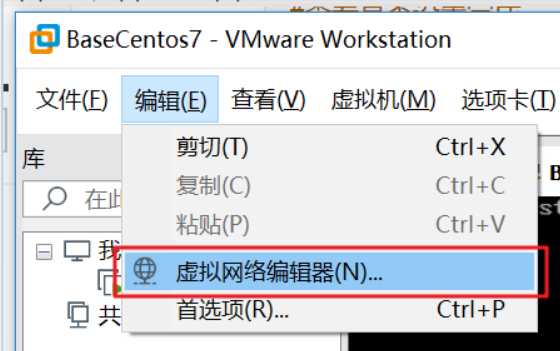 BaseCentos7 - VMware Workstation
文件(F) 编辑(E) 查看(V) 虚拟机(M) 选项卡(T)
库
剪切(T) Ctrl+X
复制(C) Ctrl+C
在此
粘贴(P) Ctrl+V
我
虚拟网络编辑器(N)...
共
首选项(R)... Ctrl+P